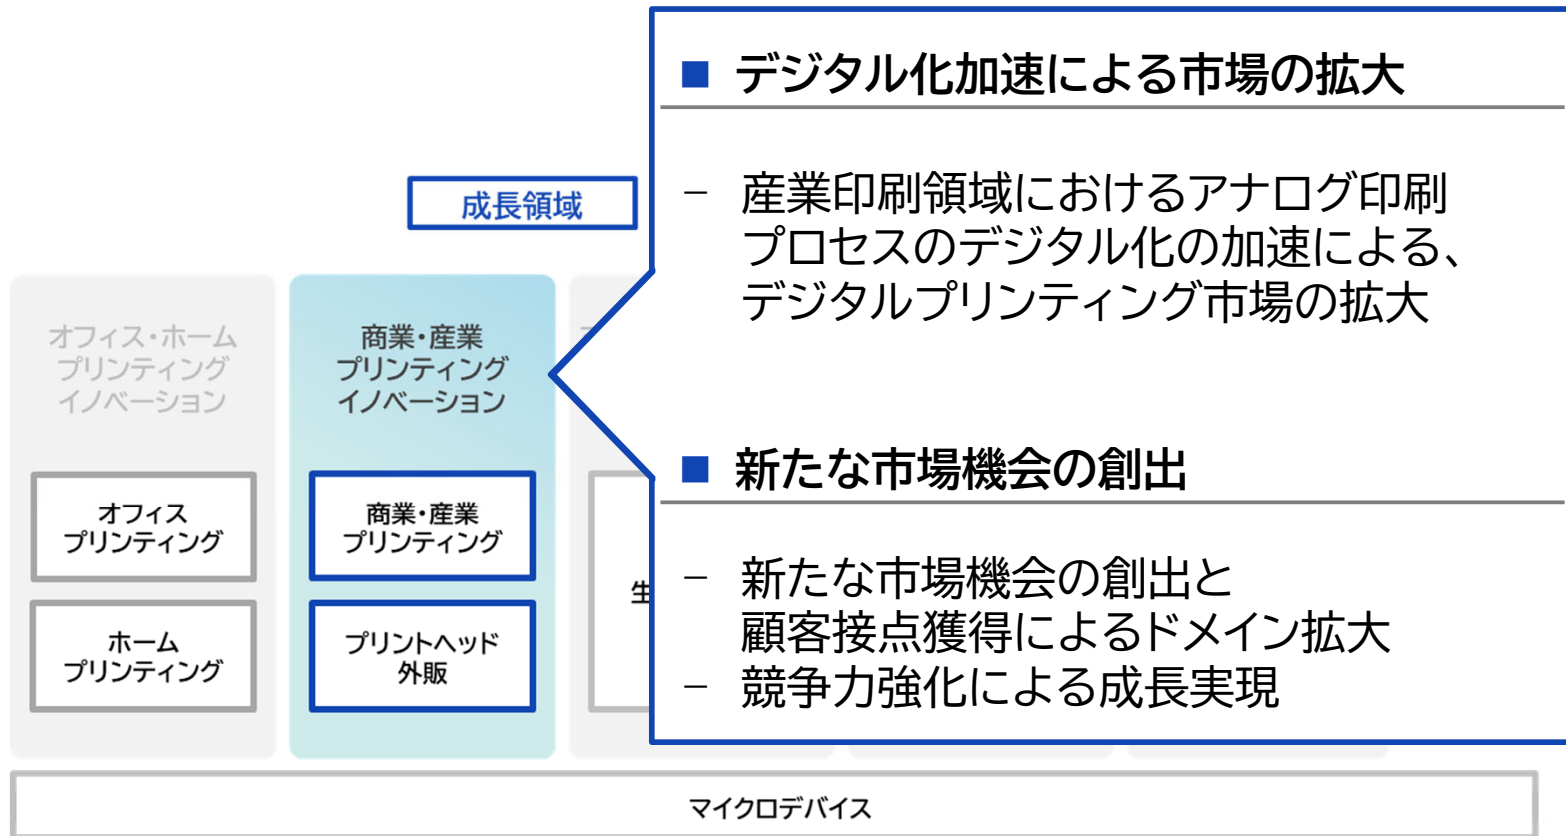 成長領域
オフィス・ホーム
プリンティング
イノベーション
オフィス
プリンティング
ホーム
プリンティング
商業・産業
プリンティング
イノベーション
商業・産業
プリンティング
プリントヘッド
外販
■ デジタル化加速による市場の拡大
– 産業印刷領域におけるアナログ印刷
プロセスのデジタル化の加速による、
デジタルプリンティング市場の拡大
■ 新たな市場機会の創出
– 新たな市場機会の創出と
顧客接点獲得によるドメイン拡大
– 競争力強化による成長実現
マイクロデバイス